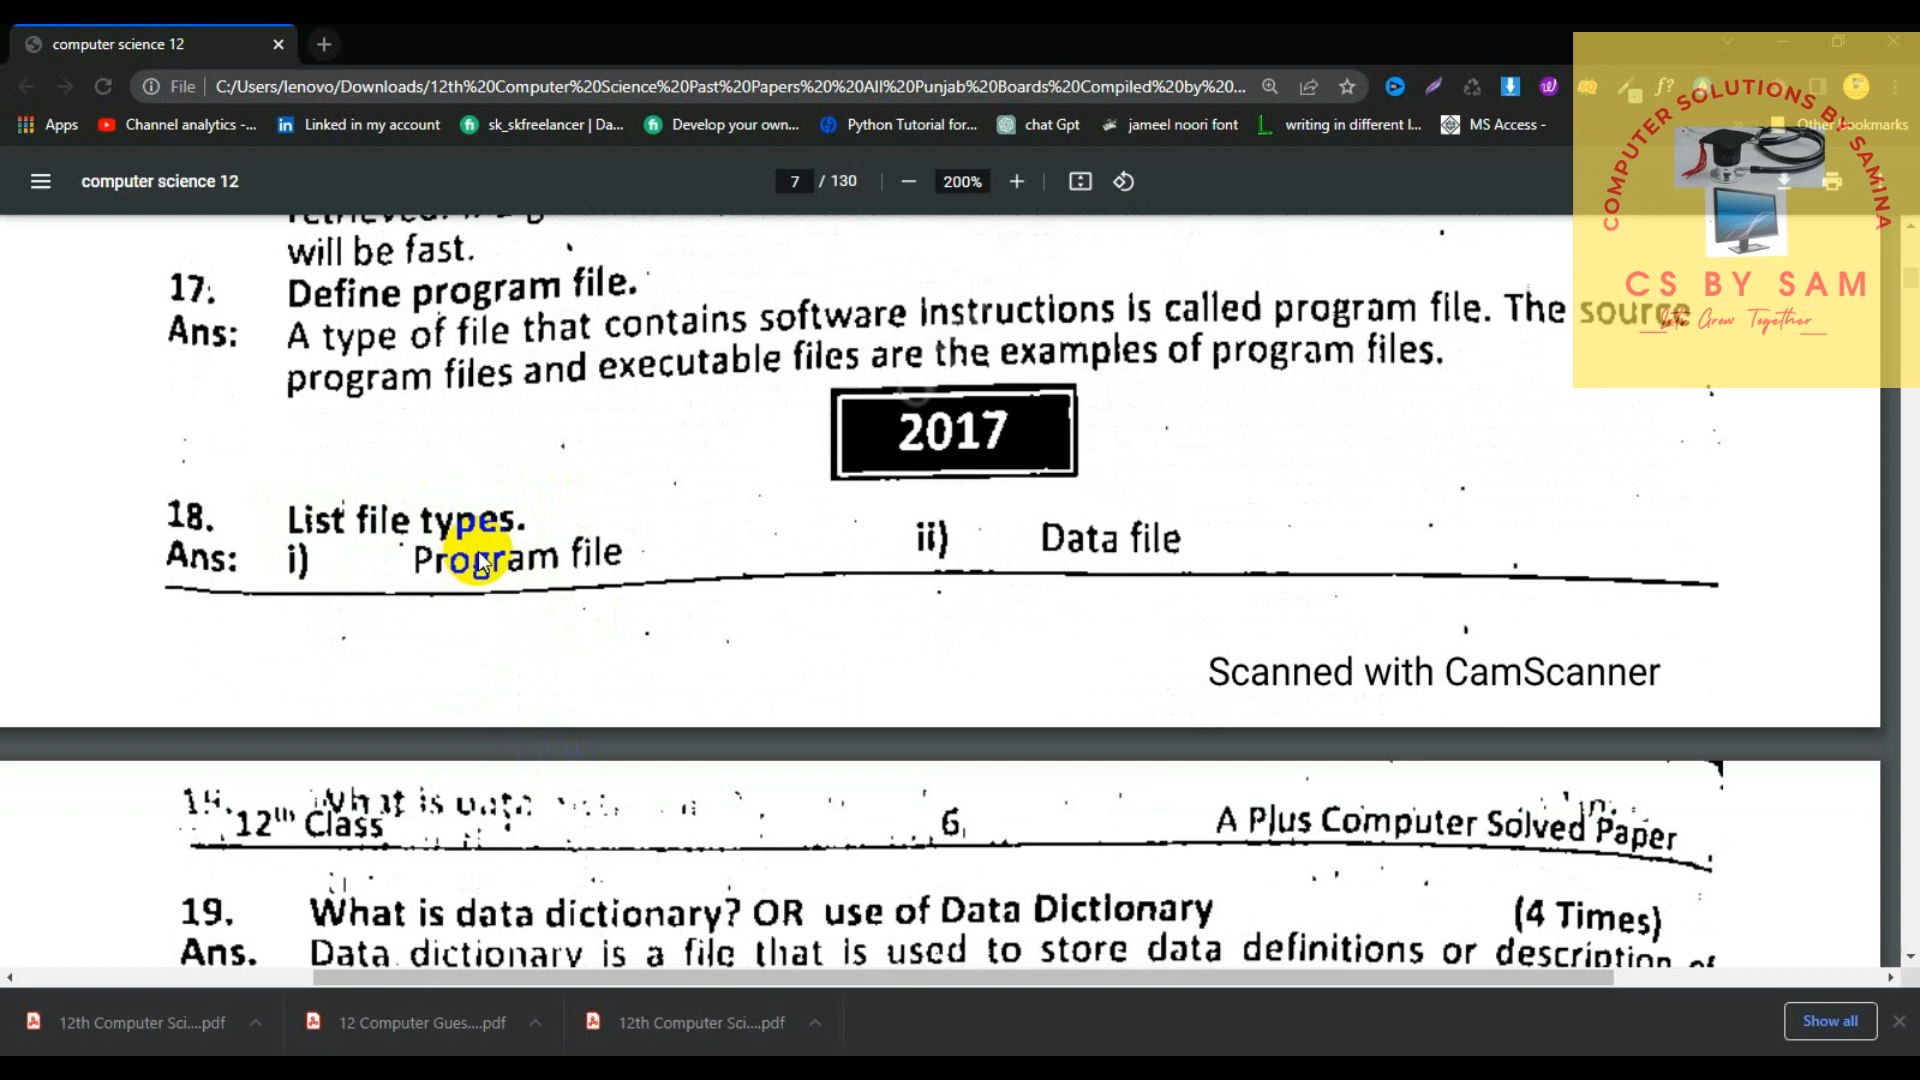 computer science 12
File C:/Users/lenovo/Downloads/12th%20Computer%20Science%20Past%20Papers%20%20All%20Punjab%20Boards%20Compiled%20by%20...
Apps Channel analytics -... Linked in my account sk_skfreelancer | Da... Develop your own... Python Tutorial for... chat Gpt jameel noori font writing in different l... MS Access - Other bookmarks
computer science 12 7 / 130 200%
COMPUTER SOLUTIONS BY SAMINA
CS BY SAM
Let's Grow Together
will be fast.
17. Define program file.
Ans: A type of file that contains software instructions is called program file. The source
program files and executable files are the examples of program files.
2017
18. List file types.
Ans: i) Program file ii) Data file
Scanned with CamScanner
12th Class 6 A Plus Computer Solved Paper
19. What is data dictionary? OR use of Data Dictionary (4 Times)
Ans. Data dictionary is a file that is used to store data definitions or description of
12th Computer Sci....pdf 12 Computer Gues....pdf 12th Computer Sci....pdf Show all